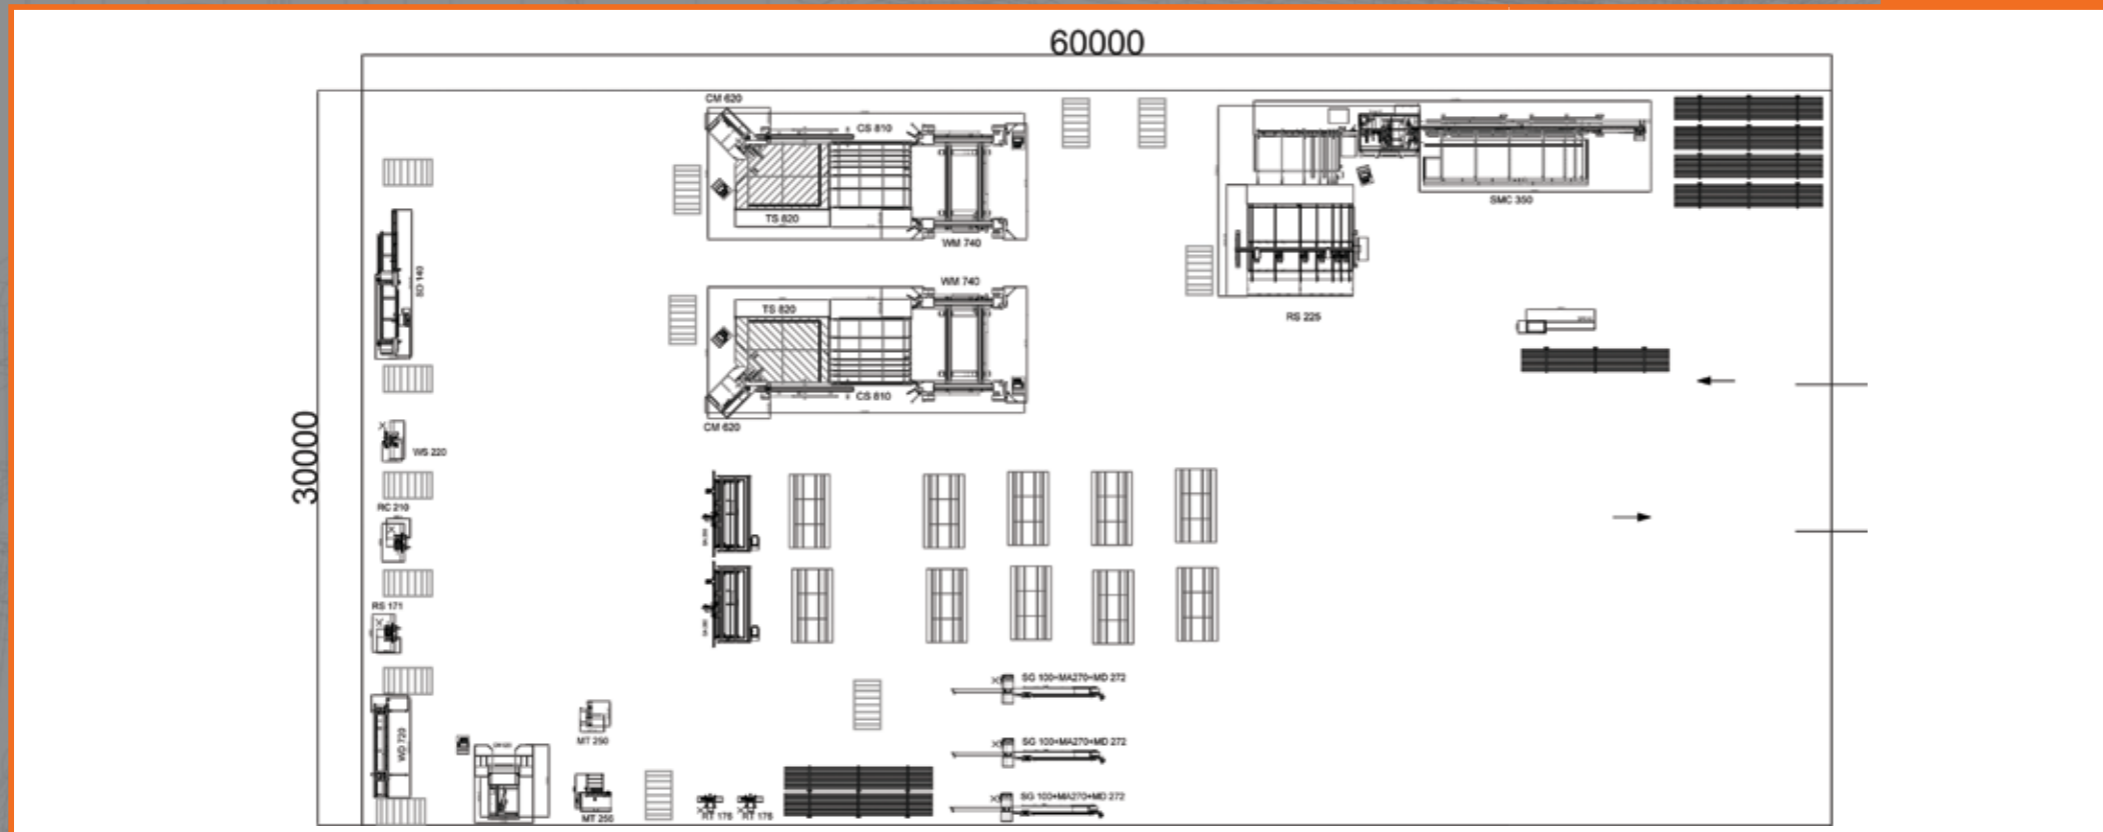 60000
30000
CM 620
CS 810
TS 820
WM 740
SMC 350
RS 225
WM 740
TS 820
CS 810
CM 620
SD 140
WS 220
RC 210
RS 171
WD 720
MT 250
MT 250
RT 176
RT 176
SG 100+MA270+MD 272
SG 100+MA270+MD 272
SG 100+MA270+MD 272